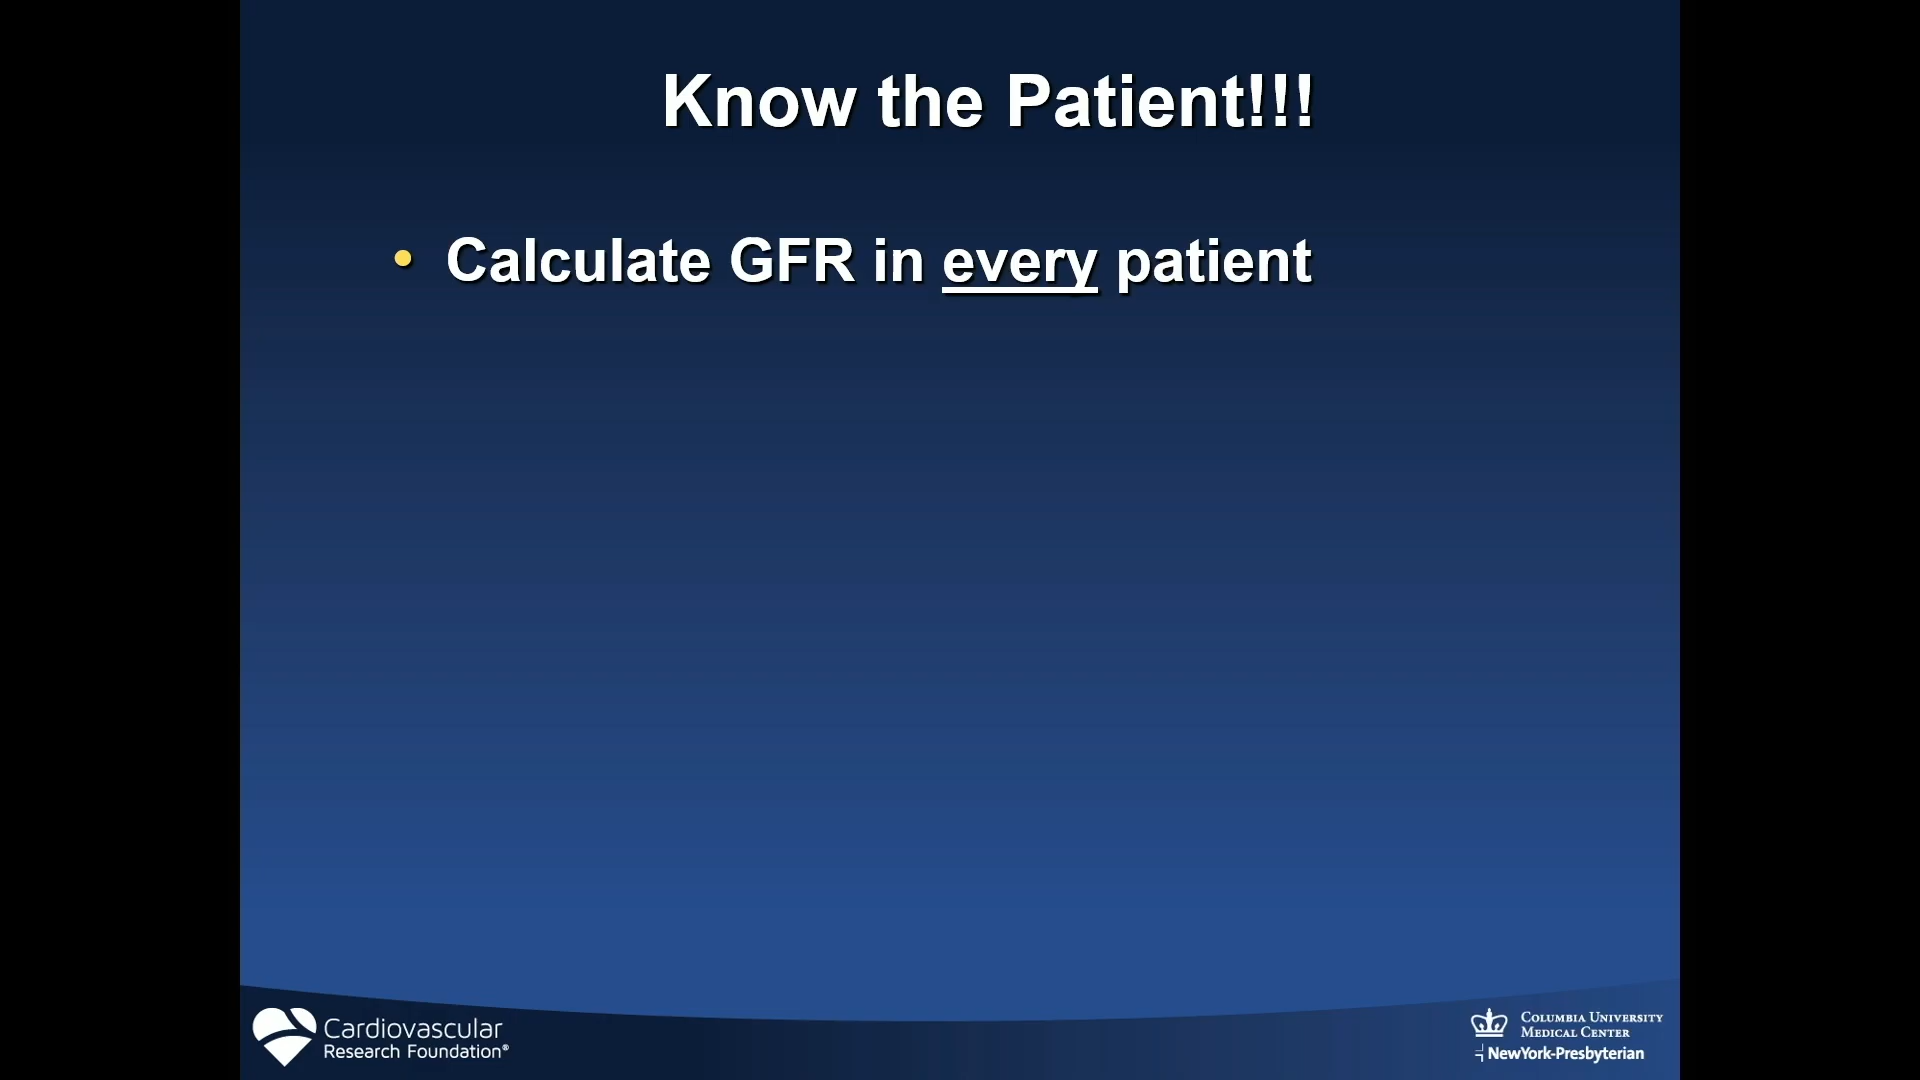 Know the Patient!!!
• Calculate GFR in every patient
Cardiovascular
Research Foundation®
COLUMBIA UNIVERSITY
MEDICAL CENTER
NewYork-Presbyterian